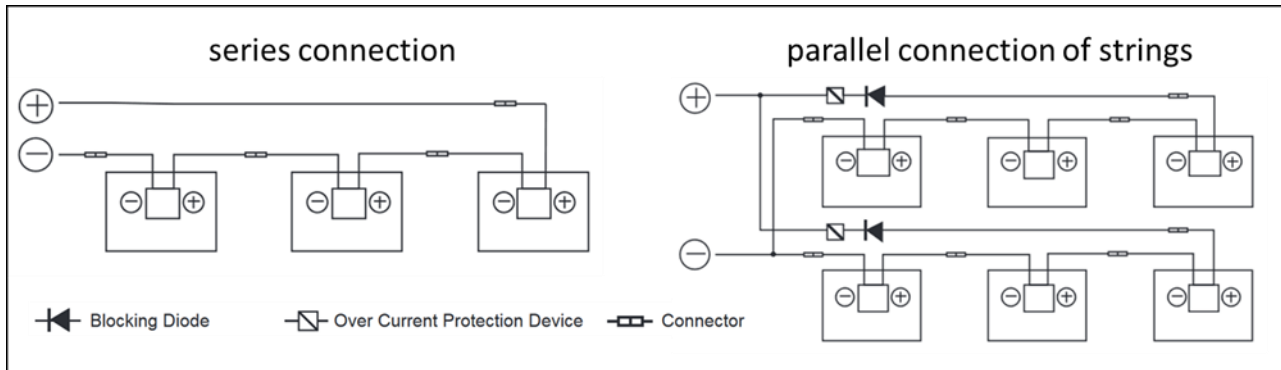 series connection
parallel connection of strings
+
−
− +
− +
− +
+
−
− +
− +
− +
− +
− +
− +
Blocking Diode
Over Current Protection Device
Connector